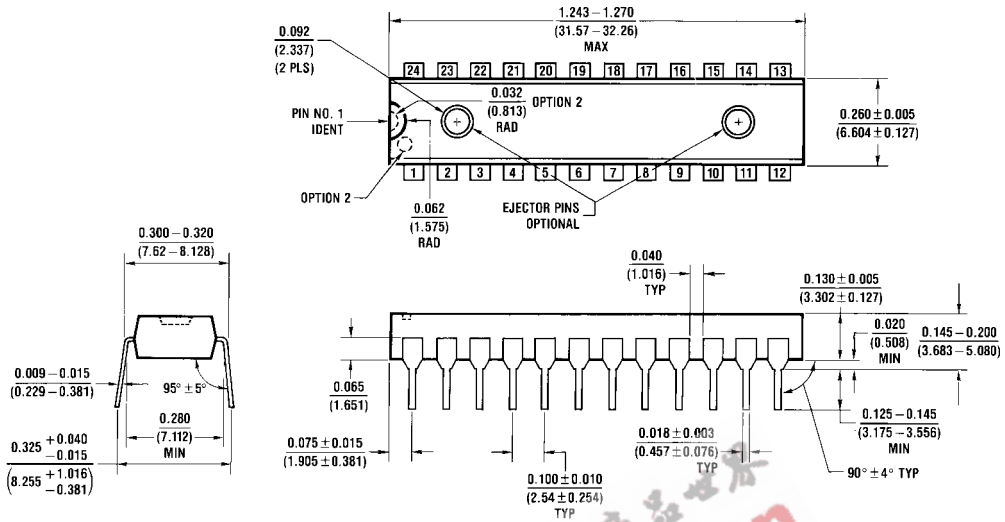 1.243 – 1.270
(31.57 – 32.26)
MAX
0.092
(2.337)
(2 PLS)
24 23 22 21 20 19 18 17 16 15 14 13
0.032
(0.813)
RAD
OPTION 2
PIN NO. 1
IDENT
0.260 ± 0.005
(6.604 ± 0.127)
1 2 3 4 5 6 7 8 9 10 11 12
OPTION 2
0.062
(1.575)
RAD
EJECTOR PINS
OPTIONAL
0.300 – 0.320
(7.62 – 8.128)
0.040
(1.016)
TYP
0.130 ± 0.005
(3.302 ± 0.127)
0.020
(0.508)
MIN
0.145 – 0.200
(3.683 – 5.080)
0.009 – 0.015
(0.229 – 0.381)
95° ± 5°
0.280
(7.112)
MIN
0.065
(1.651)
0.125 – 0.145
(3.175 – 3.556)
MIN
0.325 +0.040
−0.015
(8.255 +1.016
−0.381)
0.075 ± 0.015
(1.905 ± 0.381)
0.018 ± 0.003
(0.457 ± 0.076)
TYP
90° ± 4° TYP
0.100 ± 0.010
(2.54 ± 0.254)
TYP